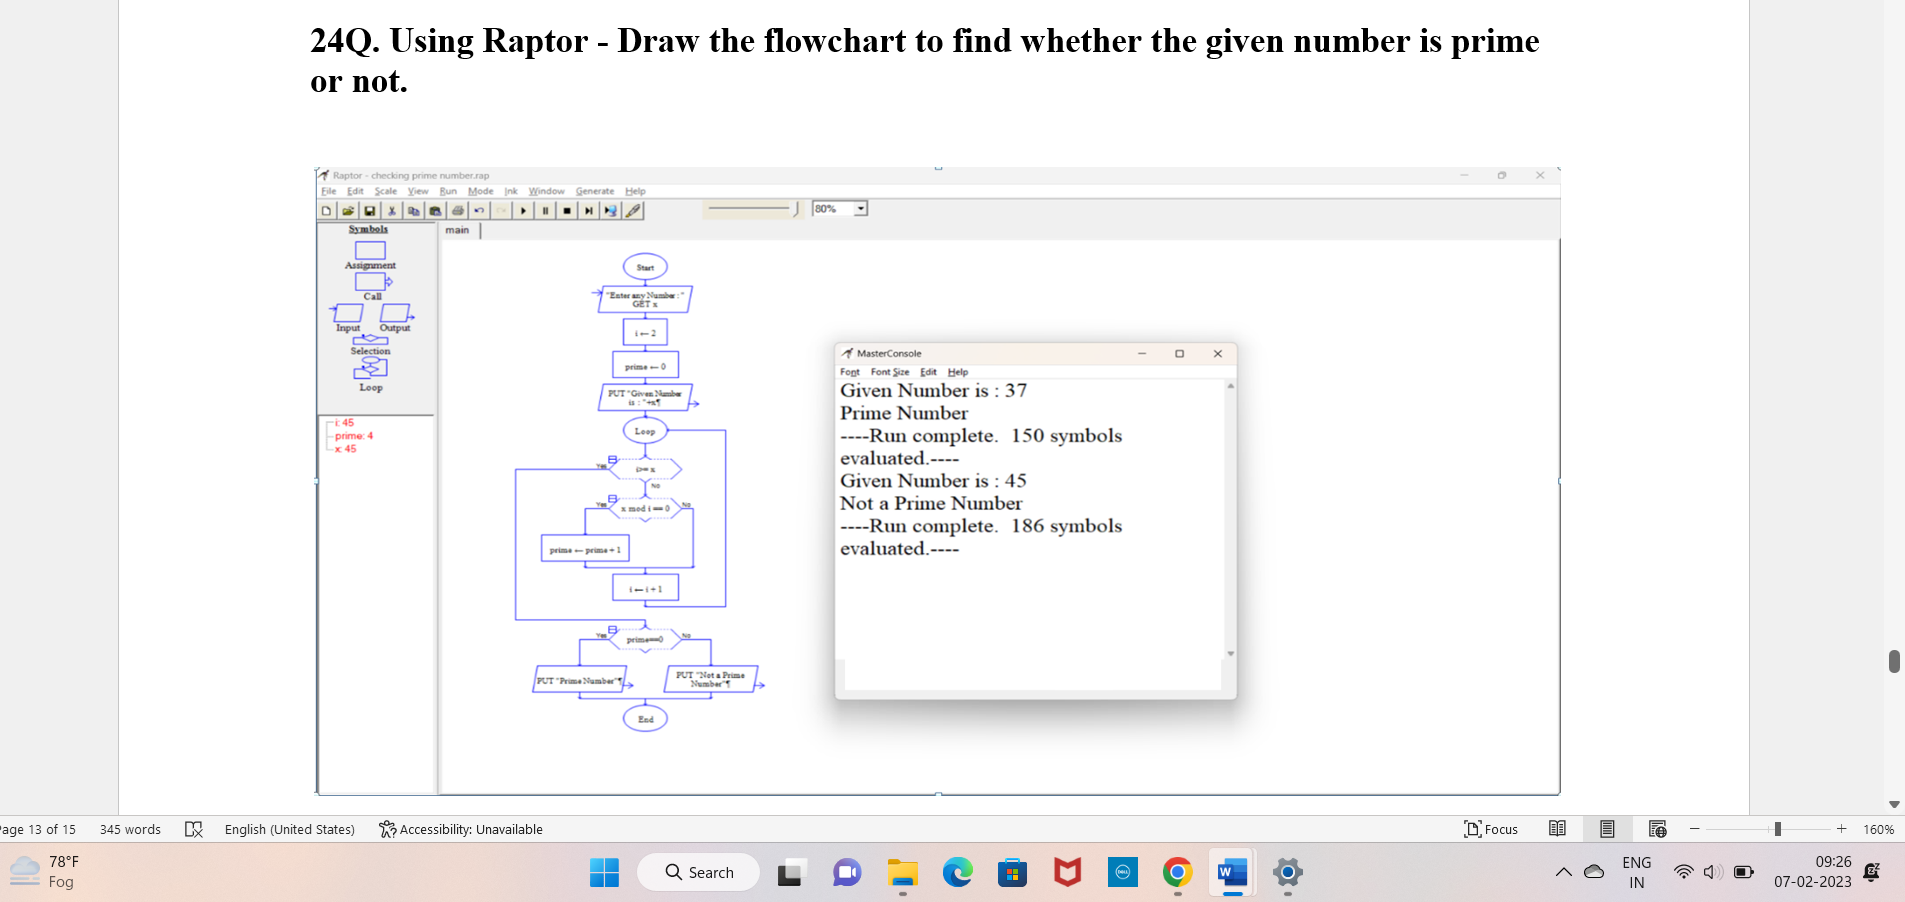 24Q. Using Raptor - Draw the flowchart to find whether the given number is prime
or not.
Raptor - checking prime number.rap
File Edit Scale View Run Mode Ink Window Generate Help
80%
Symbols
Assignment
Call
Input Output
Selection
Loop
i: 45
prime: 4
x: 45
main
Start
"Enter any Number : "
GET x
i ← 2
prime ← 0
PUT "Given Number
is : "+x¶
Loop
i>= x
Yes
No
x mod i == 0
Yes
No
prime ← prime + 1
i ← i + 1
prime==0
Yes
No
PUT "Prime Number"¶
PUT "Not a Prime
Number"¶
End
MasterConsole
Font Font Size Edit Help
Given Number is : 37
Prime Number
----Run complete.  150 symbols
evaluated.----
Given Number is : 45
Not a Prime Number
----Run complete.  186 symbols
evaluated.----
age 13 of 15 345 words English (United States) Accessibility: Unavailable Focus 160%
78°F
Fog
Search
DELL
W
ENG
IN
09:26
07-02-2023